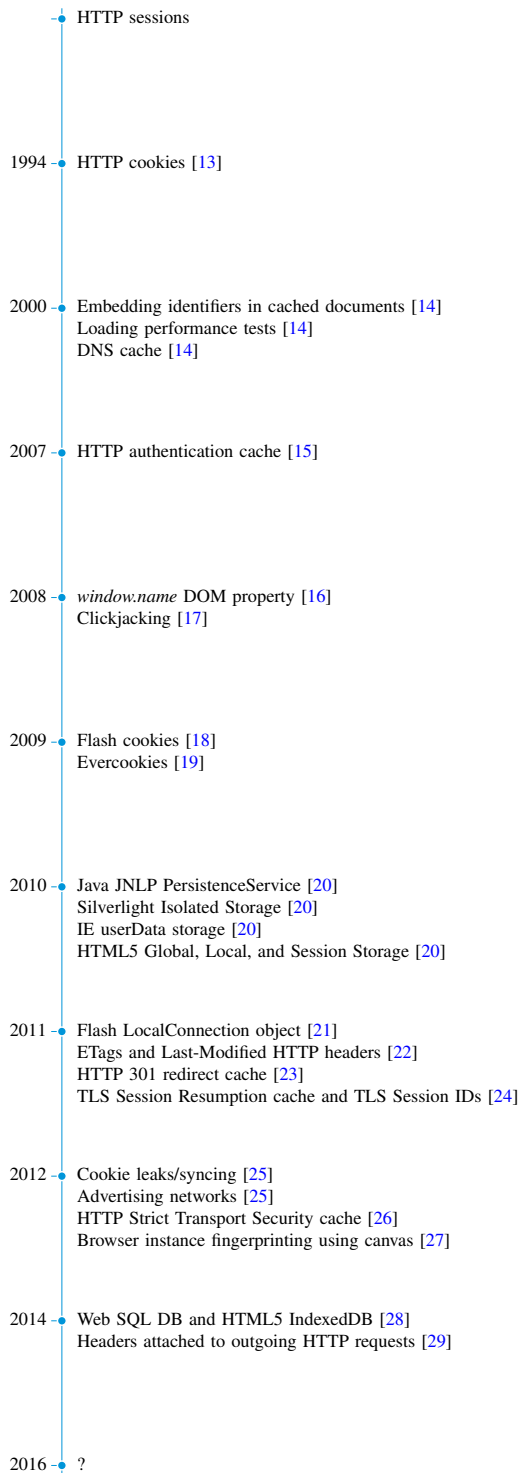 HTTP sessions
1994 HTTP cookies [13]
2000 Embedding identifiers in cached documents [14]
Loading performance tests [14]
DNS cache [14]
2007 HTTP authentication cache [15]
2008 window.name DOM property [16]
Clickjacking [17]
2009 Flash cookies [18]
Evercookies [19]
2010 Java JNLP PersistenceService [20]
Silverlight Isolated Storage [20]
IE userData storage [20]
HTML5 Global, Local, and Session Storage [20]
2011 Flash LocalConnection object [21]
ETags and Last-Modified HTTP headers [22]
HTTP 301 redirect cache [23]
TLS Session Resumption cache and TLS Session IDs [24]
2012 Cookie leaks/syncing [25]
Advertising networks [25]
HTTP Strict Transport Security cache [26]
Browser instance fingerprinting using canvas [27]
2014 Web SQL DB and HTML5 IndexedDB [28]
Headers attached to outgoing HTTP requests [29]
2016 ?